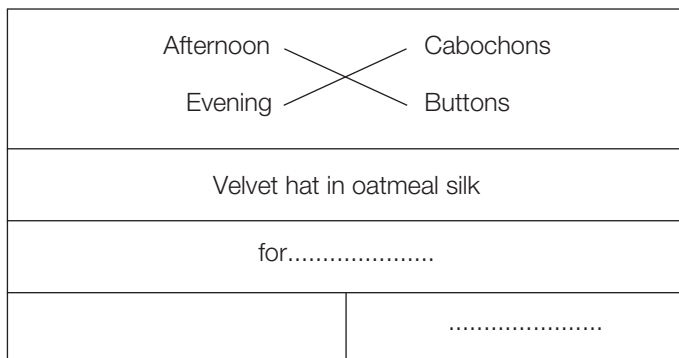 Afternoon Cabochons
Evening Buttons
Velvet hat in oatmeal silk
for.....................
......................